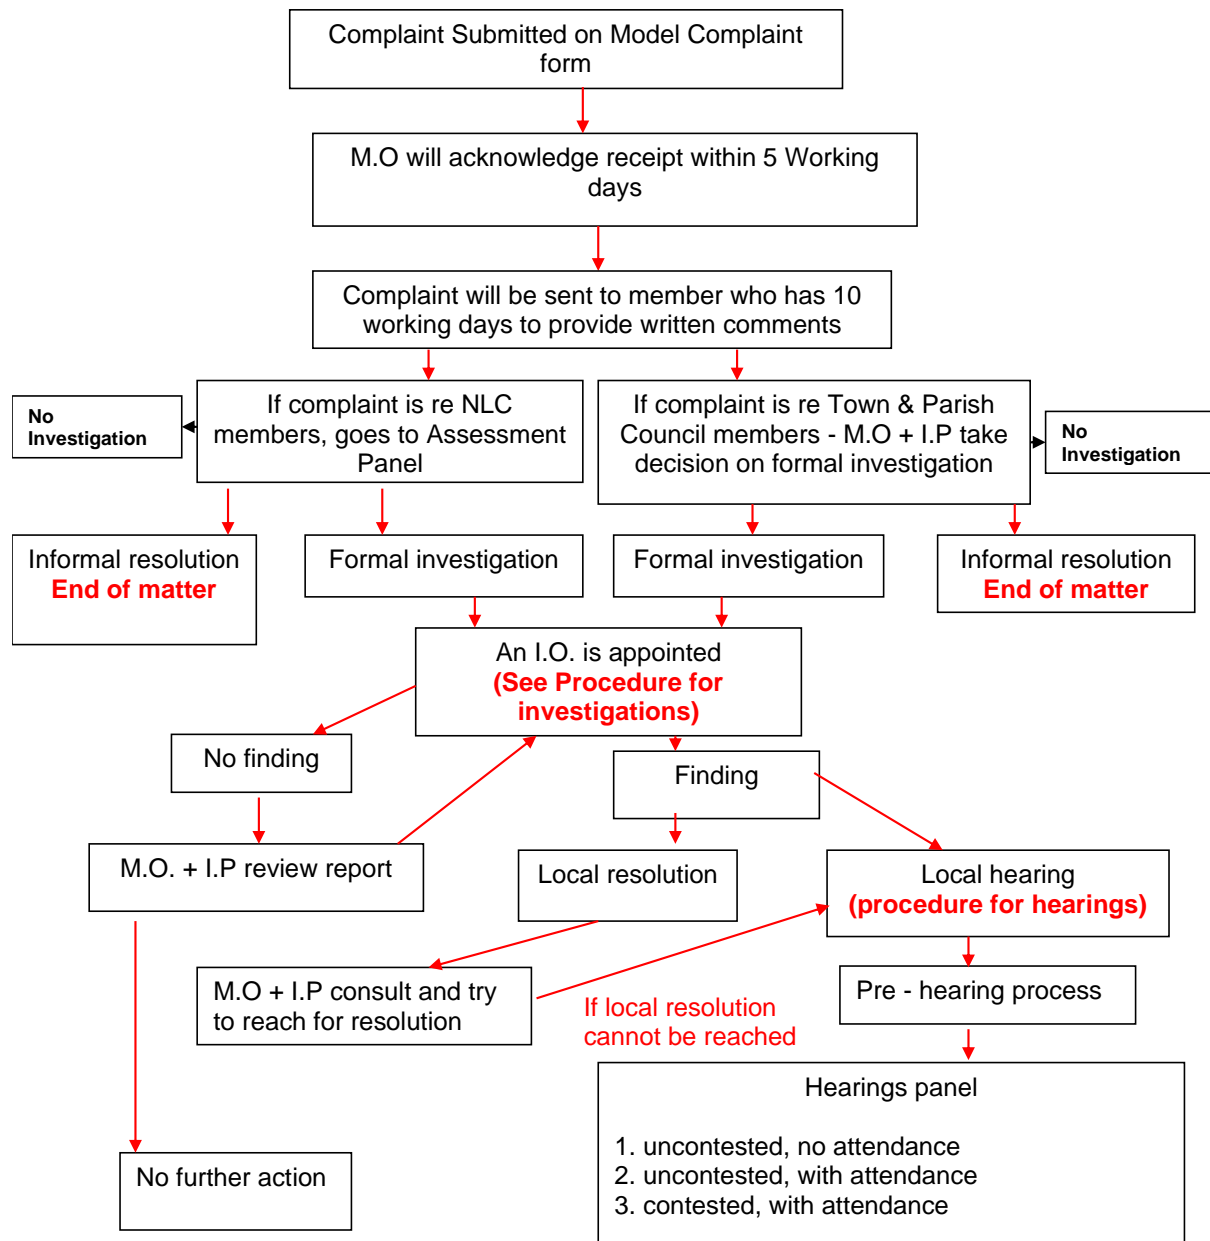 Complaint Submitted on Model Complaint
form
M.O will acknowledge receipt within 5 Working
days
Complaint will be sent to member who has 10
working days to provide written comments
No
Investigation
If complaint is re NLC
members, goes to Assessment
Panel
If complaint is re Town & Parish
Council members - M.O + I.P take
decision on formal investigation
No
Investigation
Informal resolution
End of matter
Formal investigation
Formal investigation
Informal resolution
End of matter
An I.O. is appointed
(See Procedure for
investigations)
No finding
Finding
M.O. + I.P review report
Local resolution
Local hearing
(procedure for hearings)
M.O + I.P consult and try
to reach for resolution
If local resolution
cannot be reached
Pre - hearing process
Hearings panel
1. uncontested, no attendance
2. uncontested, with attendance
3. contested, with attendance
No further action